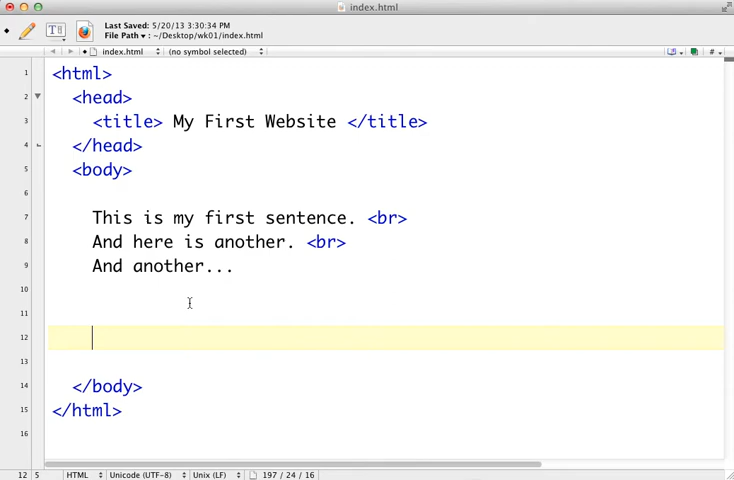 index.html
Last Saved: 5/20/13 3:30:34 PM
File Path : ~/Desktop/wk01/index.html
index.html (no symbol selected) #
1 <html>
2 <head>
3 <title> My First Website </title>
4 </head>
5 <body>
6
7 This is my first sentence. <br>
8 And here is another. <br>
9 And another...
10
11
12
13
14 </body>
15 </html>
16
12 5 HTML Unicode (UTF-8) Unix (LF) 197 / 24 / 16